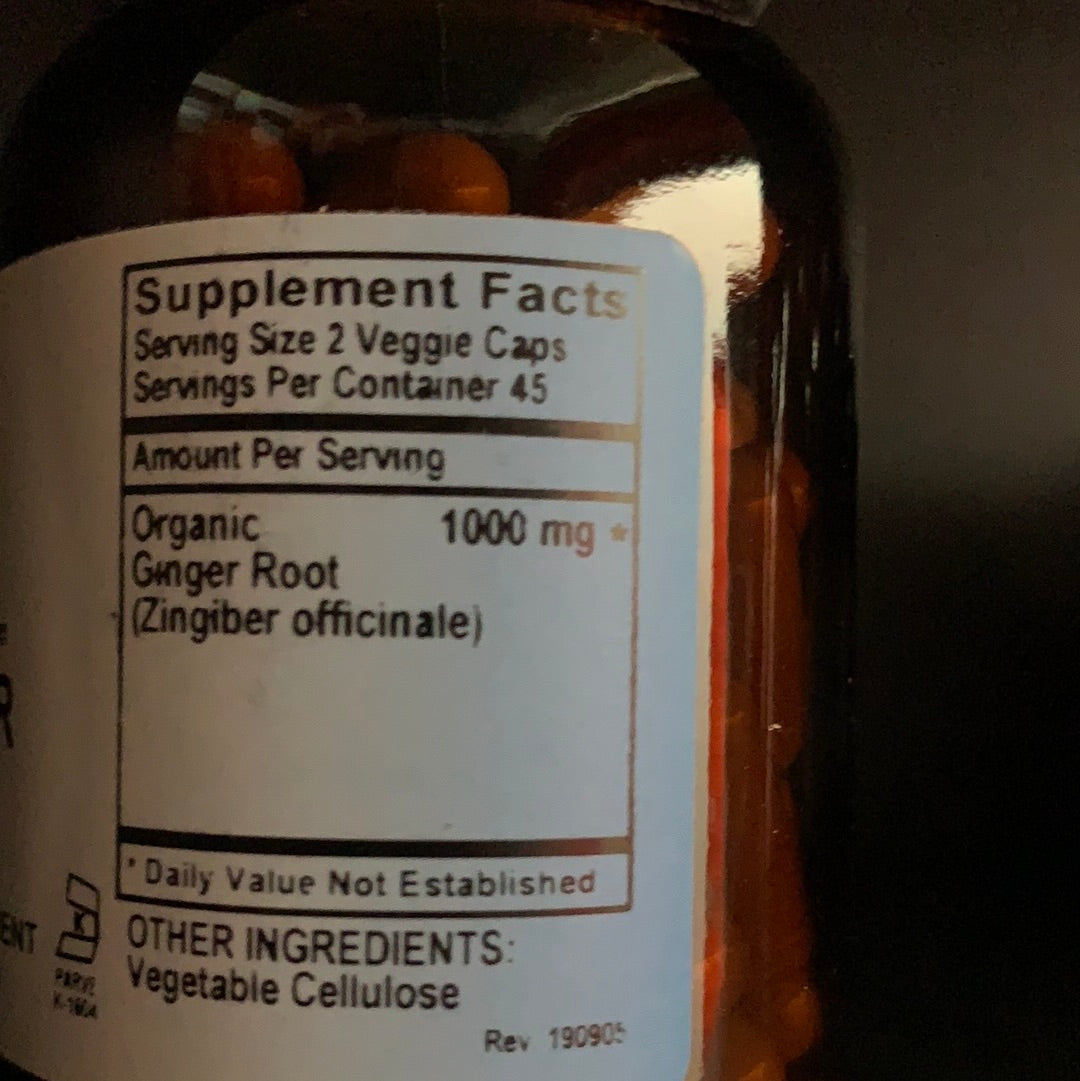 Supplement Facts
Serving Size 2 Veggie Caps
Servings Per Container 45
Amount Per Serving
Organic 1000 mg *
Ginger Root
(Zingiber officinale)
* Daily Value Not Established
OTHER INGREDIENTS:
Vegetable Cellulose
ENT
PARVE
Rev 190905